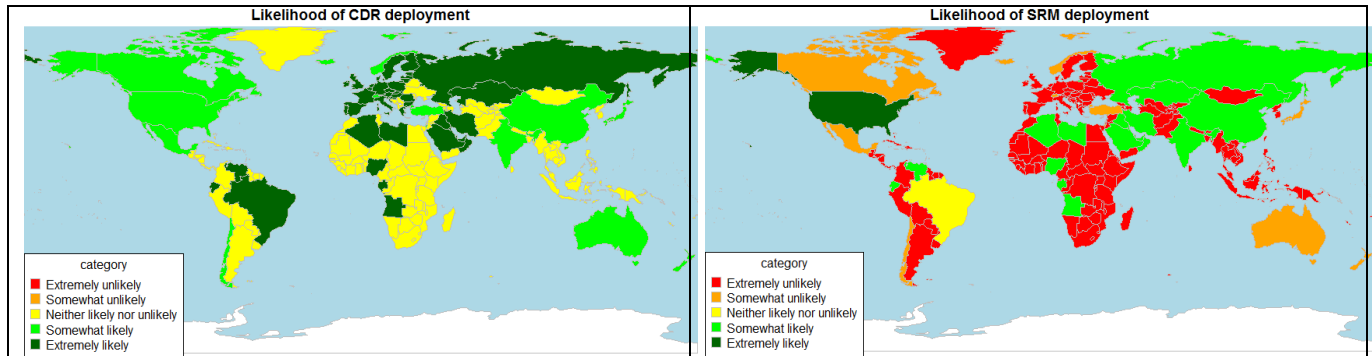 Likelihood of CDR deployment
category
Extremely unlikely
Somewhat unlikely
Neither likely nor unlikely
Somewhat likely
Extremely likely
Likelihood of SRM deployment
category
Extremely unlikely
Somewhat unlikely
Neither likely nor unlikely
Somewhat likely
Extremely likely